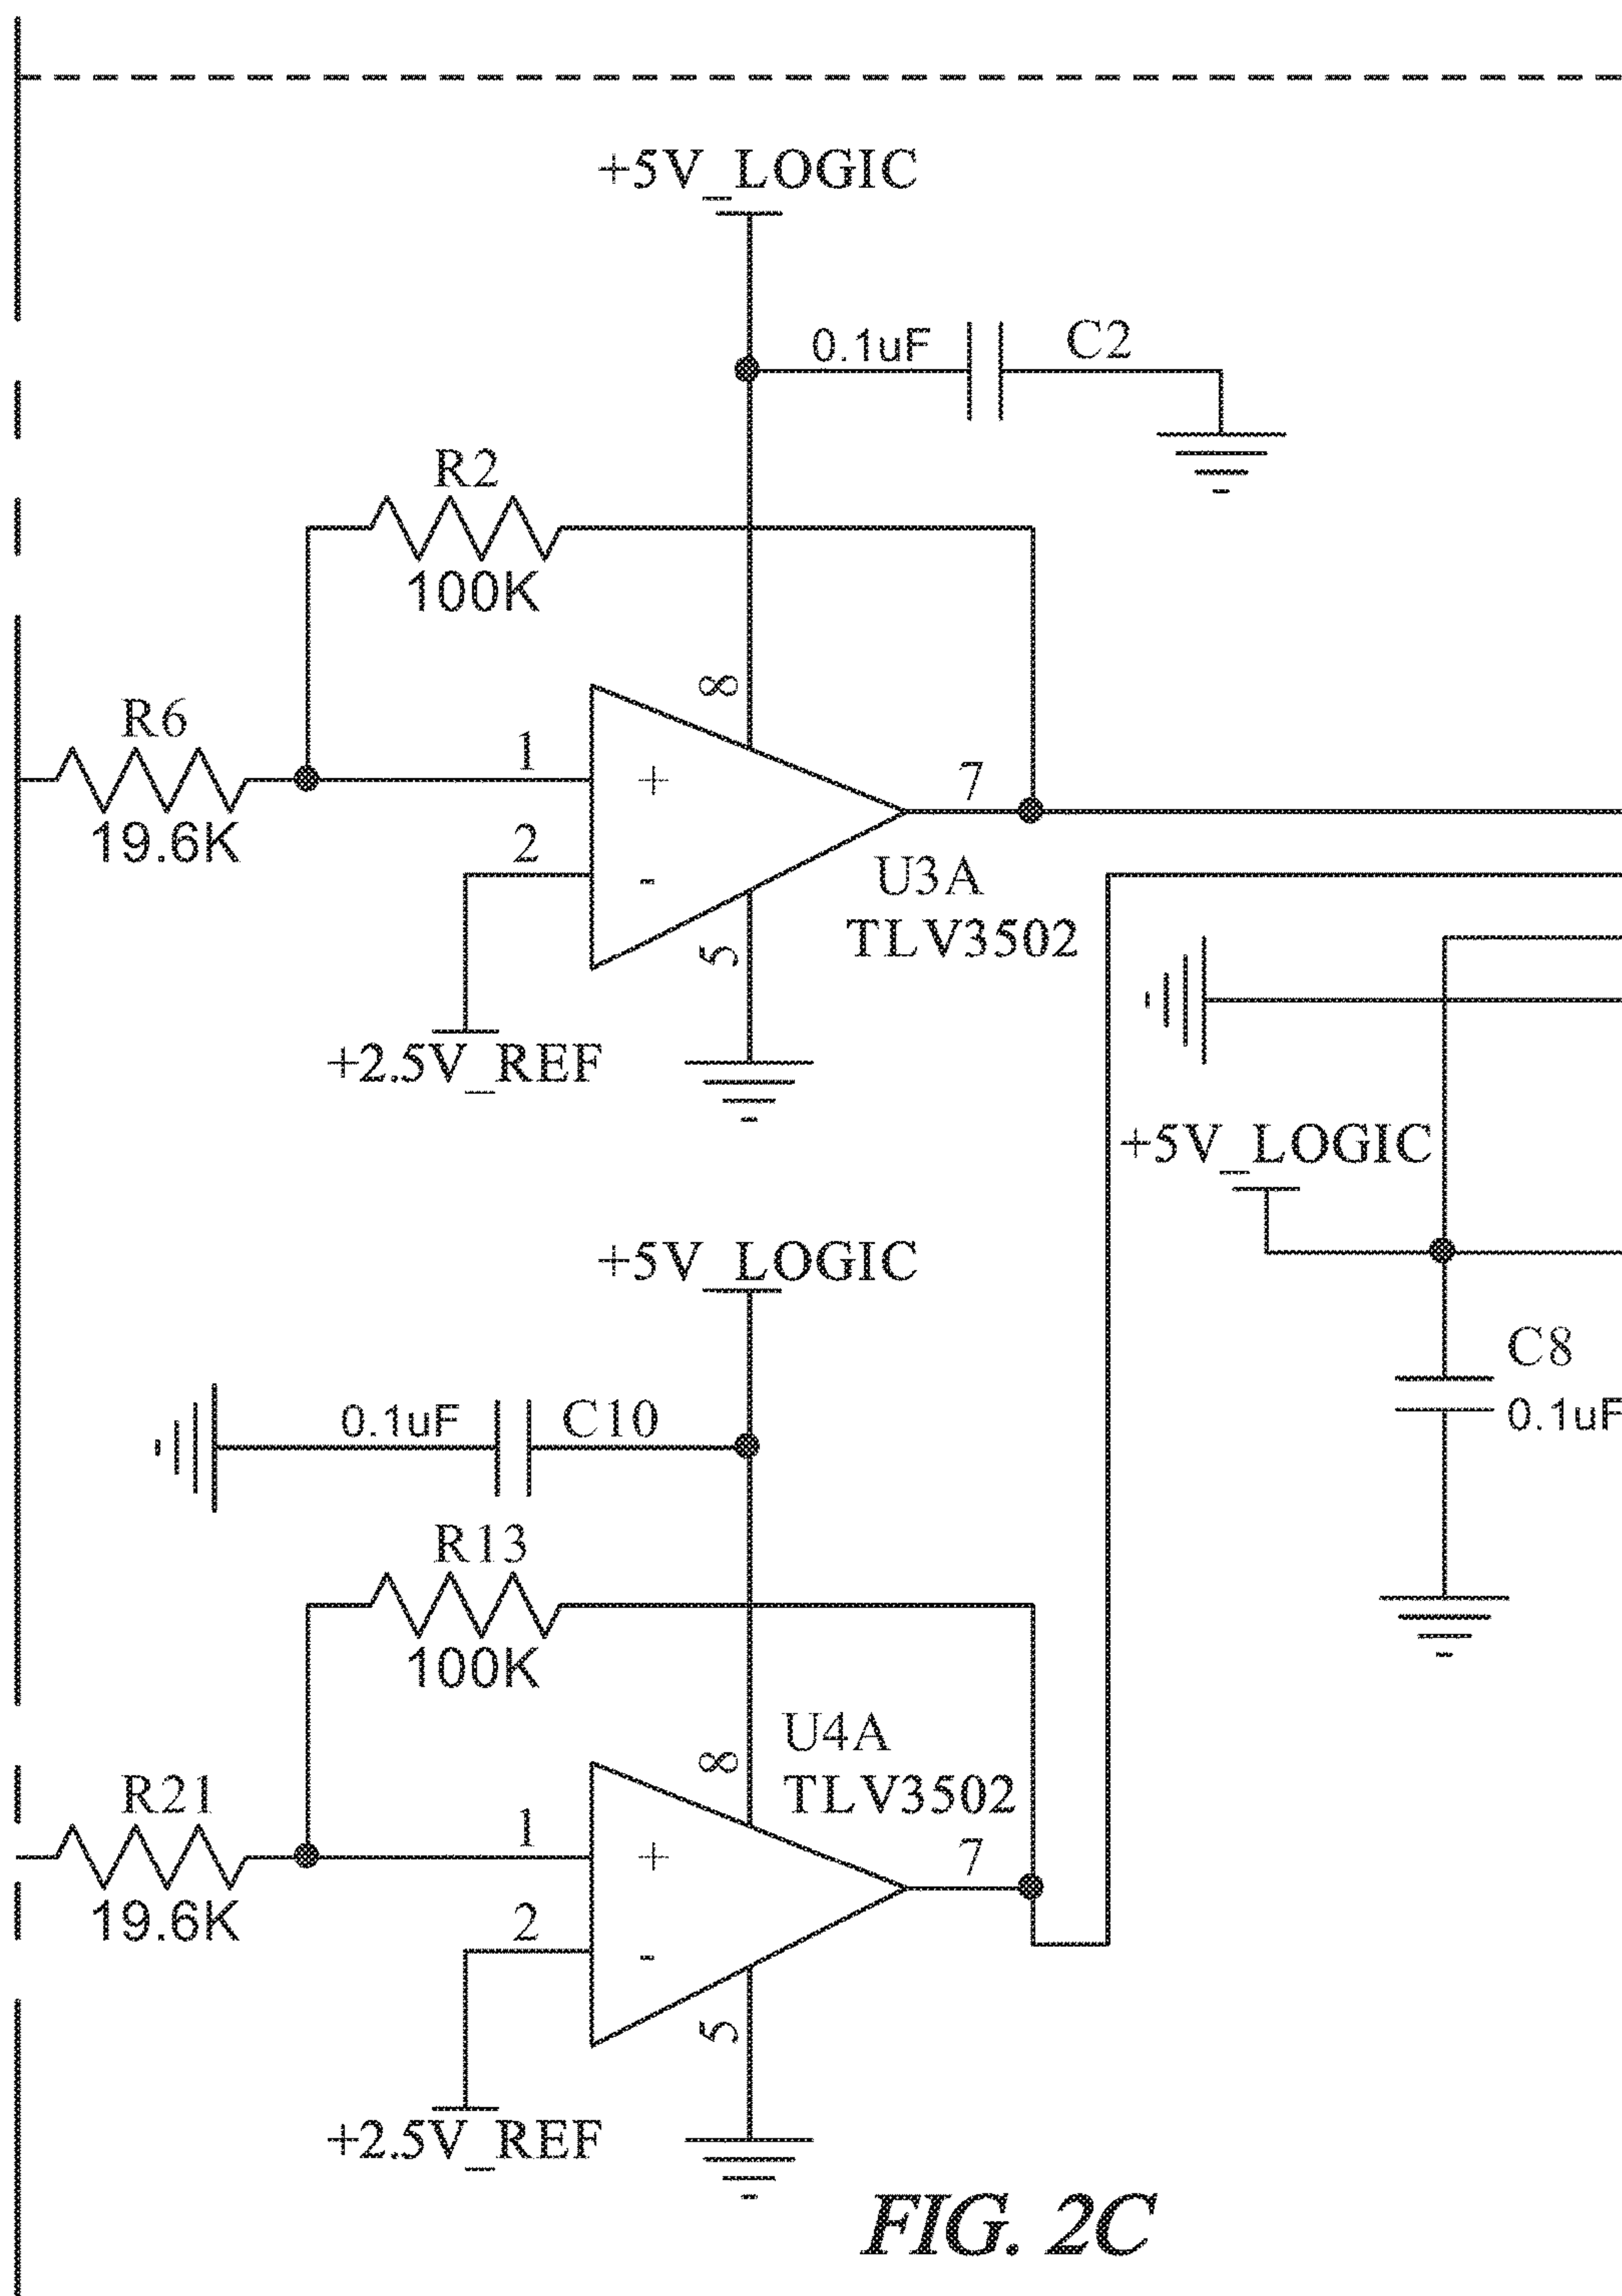 +5V_LOGIC
0.1uF
C2
R2
100K
8
R6
19.6K
1
+
7
2
-
U3A
TLV3502
5
+2.5V_REF
+5V_LOGIC
+5V_LOGIC
C8
0.1uF
0.1uF
C10
R13
100K
U4A
TLV3502
8
R21
19.6K
1
+
7
2
-
5
+2.5V_REF
FIG. 2C